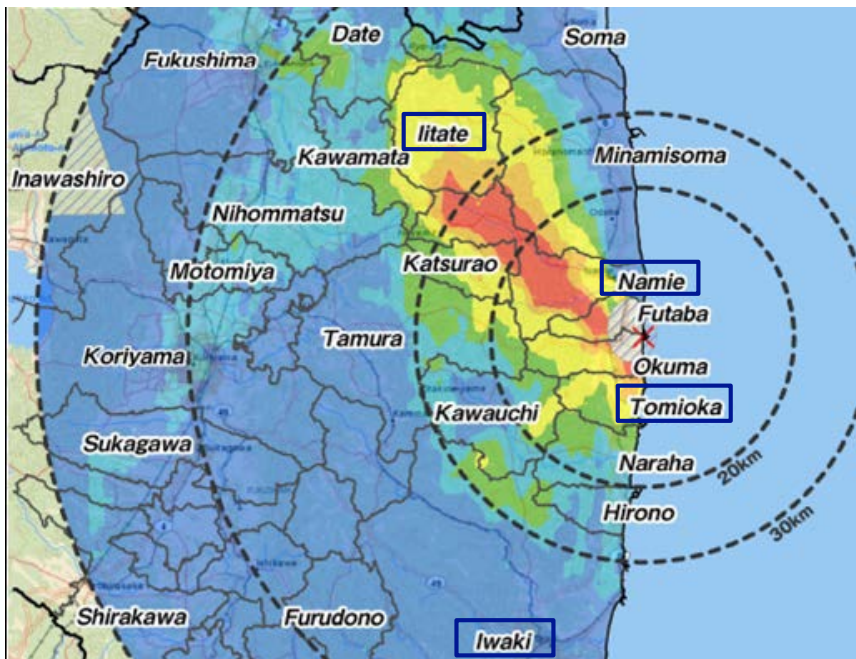 Date
Soma
Fukushima
Iitate
Kawamata
Minamisoma
Inawashiro
Nihommatsu
Motomiya
Katsurao
Namie
Futaba
Tamura
Koriyama
Okuma
Kawauchi
Tomioka
Sukagawa
Naraha
20km
Hirono
30km
Shirakawa
Furudono
Iwaki